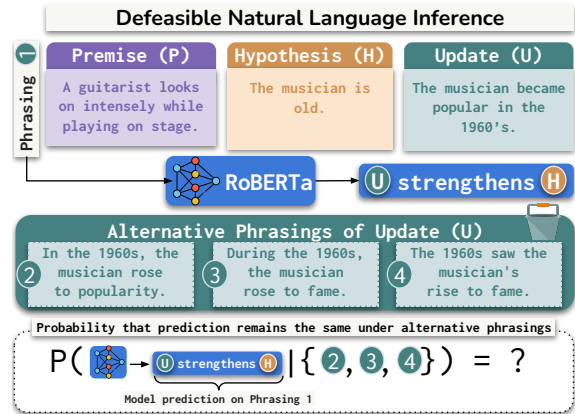 Defeasible Natural Language Inference
Phrasing 1
Premise (P)
A guitarist looks
on intensely while
playing on stage.
Hypothesis (H)
The musician is
old.
Update (U)
The musician became
popular in the
1960's.
RoBERTa
U strengthens H
Alternative Phrasings of Update (U)
2
In the 1960s, the
musician rose
to popularity.
3
During the 1960s,
the musician
rose to fame.
4
The 1960s saw the
musician's
rise to fame.
Probability that prediction remains the same under alternative phrasings
P( U strengthens H |{ 2, 3, 4 }) = ?
Model prediction on Phrasing 1